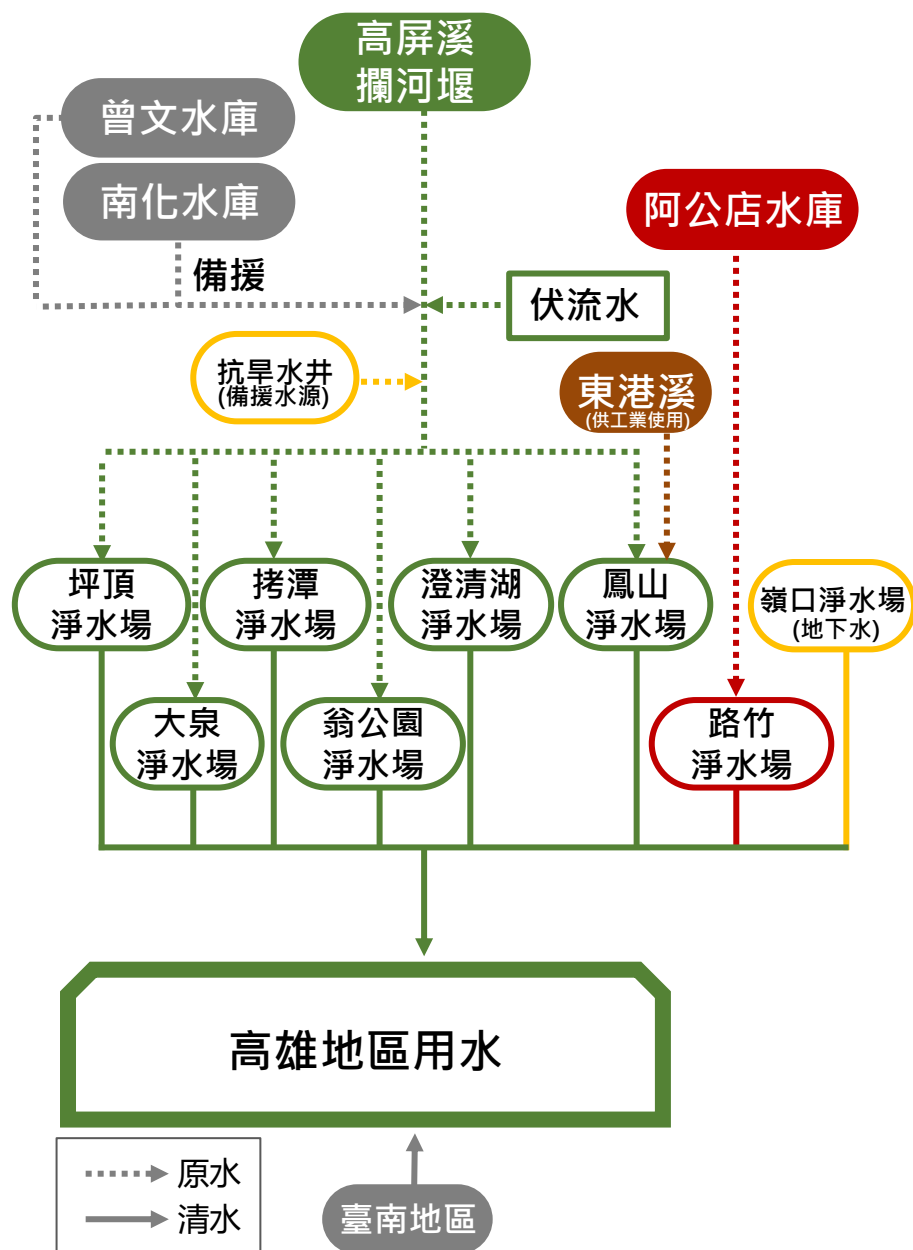 高屏溪
攔河堰
曾文水庫
南化水庫
阿公店水庫
備援
伏流水
抗旱水井
(備援水源)
東港溪
(供工業使用)
坪頂
淨水場
拷潭
淨水場
澄清湖
淨水場
鳳山
淨水場
嶺口淨水場
(地下水)
大泉
淨水場
翁公園
淨水場
路竹
淨水場
高雄地區用水
原水
清水
臺南地區